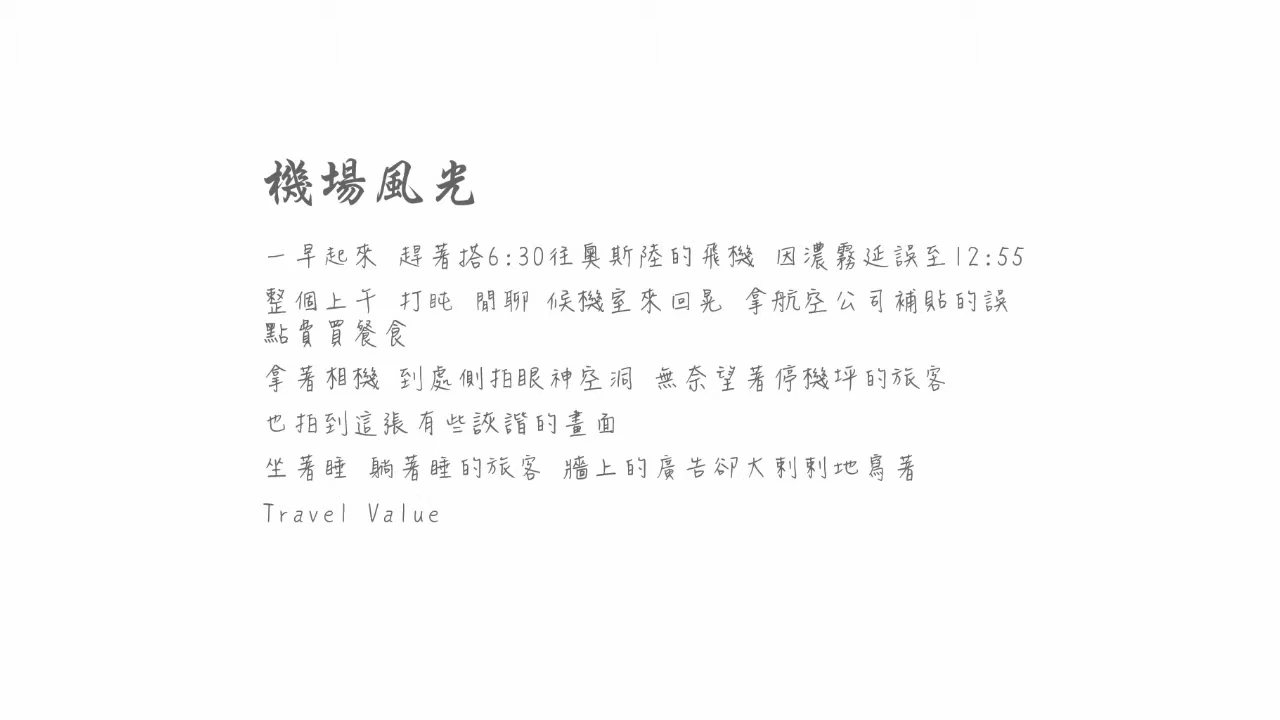 機場風光
一早起來 趕著搭6:30往奧斯陸的飛機 因濃霧延誤至12:55
整個上午 打盹 閒聊 候機室來回晃 拿航空公司補貼的誤
點費買餐食
拿著相機 到處側拍眼神空洞 無奈望著停機坪的旅客
也拍到這張有些詼諧的畫面
坐著睡 躺著睡的旅客 牆上的廣告卻大剌剌地寫著
Travel Value